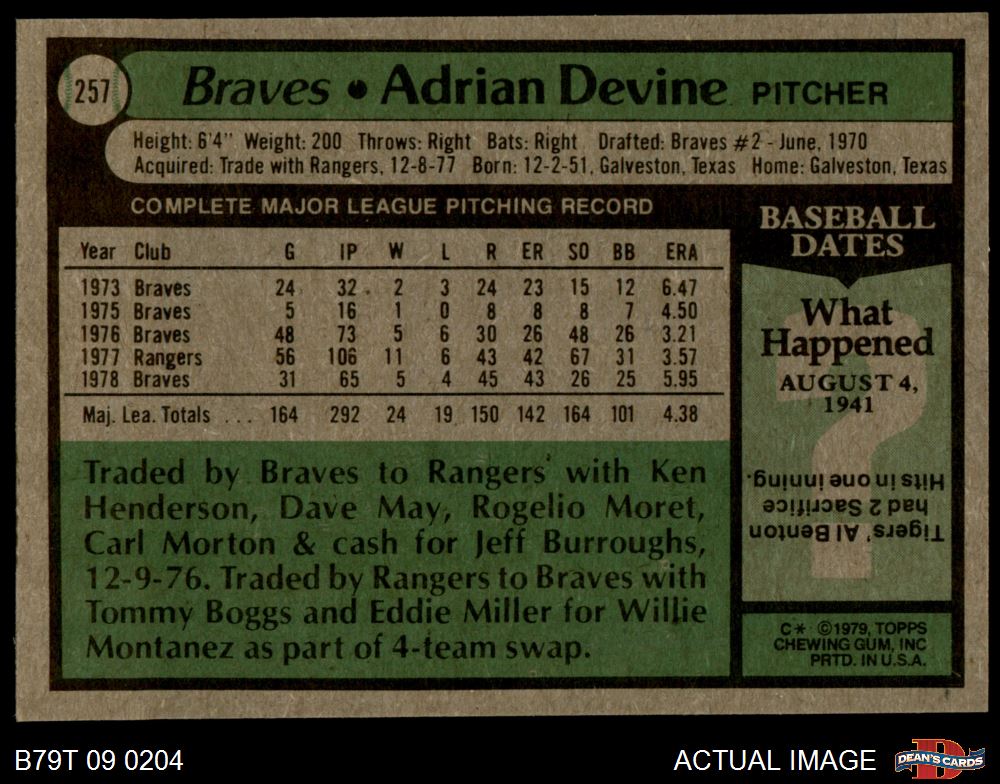 257
Braves • Adrian Devine PITCHER
Height: 6'4" Weight: 200 Throws: Right Bats: Right Drafted: Braves #2 - June, 1970
Acquired: Trade with Rangers, 12-8-77 Born: 12-2-51, Galveston, Texas Home: Galveston, Texas
COMPLETE MAJOR LEAGUE PITCHING RECORD
Year Club G IP W L R ER SO BB ERA
1973 Braves 24 32 2 3 24 23 15 12 6.47
1975 Braves 5 16 1 0 8 8 8 7 4.50
1976 Braves 48 73 5 6 30 26 48 26 3.21
1977 Rangers 56 106 11 6 43 42 67 31 3.57
1978 Braves 31 65 5 4 45 43 26 25 5.95
Maj. Lea. Totals . . . 164 292 24 19 150 142 164 101 4.38
Traded by Braves to Rangers with Ken
Henderson, Dave May, Rogelio Moret,
Carl Morton & cash for Jeff Burroughs,
12-9-76. Traded by Rangers to Braves with
Tommy Boggs and Eddie Miller for Willie
Montanez as part of 4-team swap.
BASEBALL
DATES
What
Happened
AUGUST 4,
1941
?
Tigers' Al Benton
had 2 Sacrifice
Hits in one inning.
C* ©1979, TOPPS
CHEWING GUM, INC
PRTD. IN U.S.A.
B79T 09 0204
ACTUAL IMAGE
D
DEAN'S CARDS